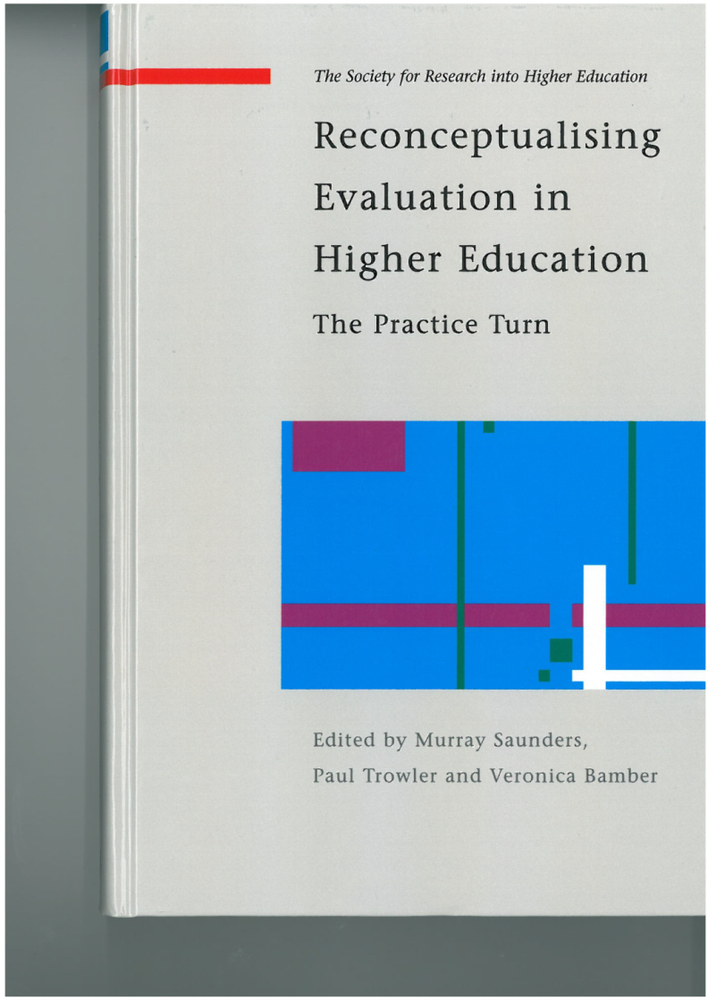 The Society for Research into Higher Education
Reconceptualising
Evaluation in
Higher Education
The Practice Turn
Edited by Murray Saunders,
Paul Trowler and Veronica Bamber